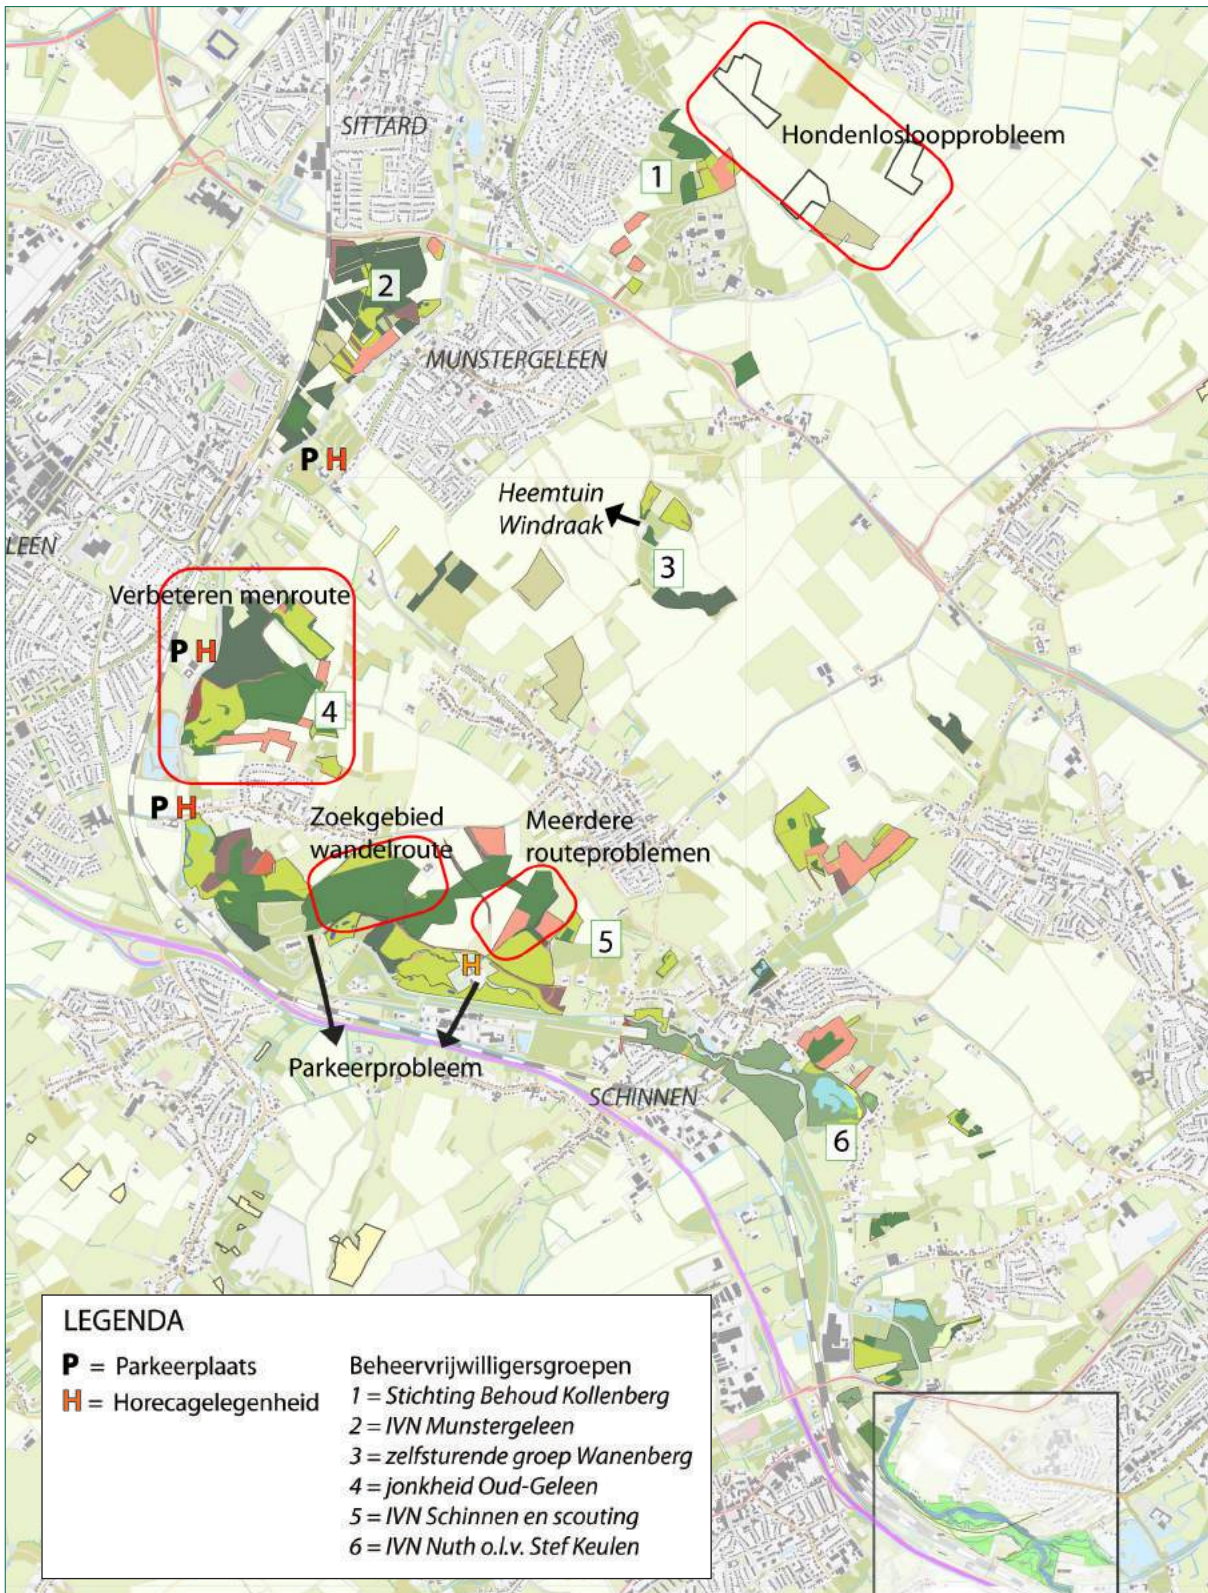 SITTARD
Hondenlosloopprobleem
1
2
MUNSTERGELEEN
P H
Heemtuin
Windraak
LEEN
3
Verbeteren menroute
P H
4
P H
Zoekgebied
wandelroute
Meerdere
routeproblemen
5
H
Parkeerprobleem
SCHINNEN
6
LEGENDA
P = Parkeerplaats
H = Horecagelegenheid
Beheervrijwilligersgroepen
1 = Stichting Behoud Kollenberg
2 = IVN Munstergeleen
3 = zelfsturende groep Wanenberg
4 = jonkheid Oud-Geleen
5 = IVN Schinnen en scouting
6 = IVN Nuth o.l.v. Stef Keulen